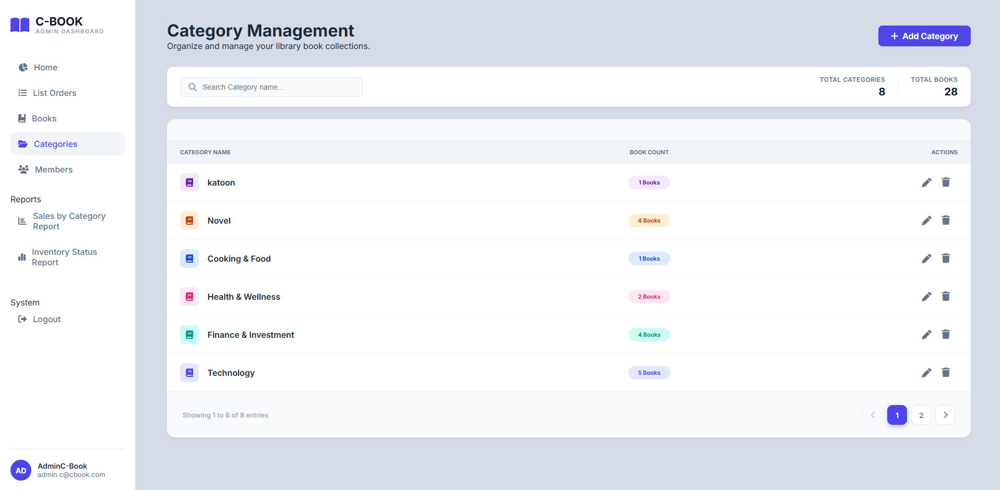 C-BOOK
ADMIN DASHBOARD
Home
List Orders
Books
Categories
Members
Reports
Sales by Category
Report
Inventory Status
Report
System
Logout
AD
AdminC-Book
admin.c@cbook.com
Category Management
Organize and manage your library book collections.
+ Add Category
Search Category name...
TOTAL CATEGORIES
8
TOTAL BOOKS
28
CATEGORY NAME BOOK COUNT ACTIONS
katoon 1 Books
Novel 4 Books
Cooking & Food 1 Books
Health & Wellness 2 Books
Finance & Investment 4 Books
Technology 5 Books
Showing 1 to 6 of 8 entries
1 2